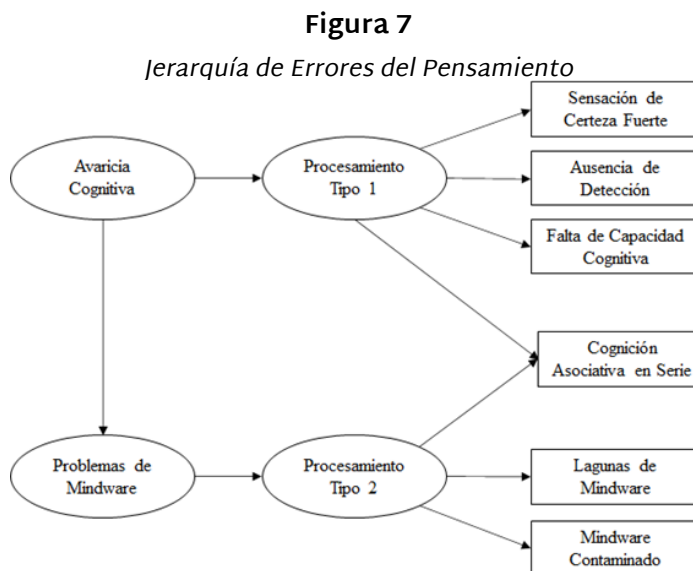 Figura 7
Jerarquía de Errores del Pensamiento
Sensación de
Certeza Fuerte
Avaricia
Cognitiva
Procesamiento
Tipo 1
Ausencia de
Detección
Falta de Capacidad
Cognitiva
Cognición
Asociativa en Serie
Problemas de
Mindware
Procesamiento
Tipo 2
Lagunas de
Mindware
Mindware
Contaminado